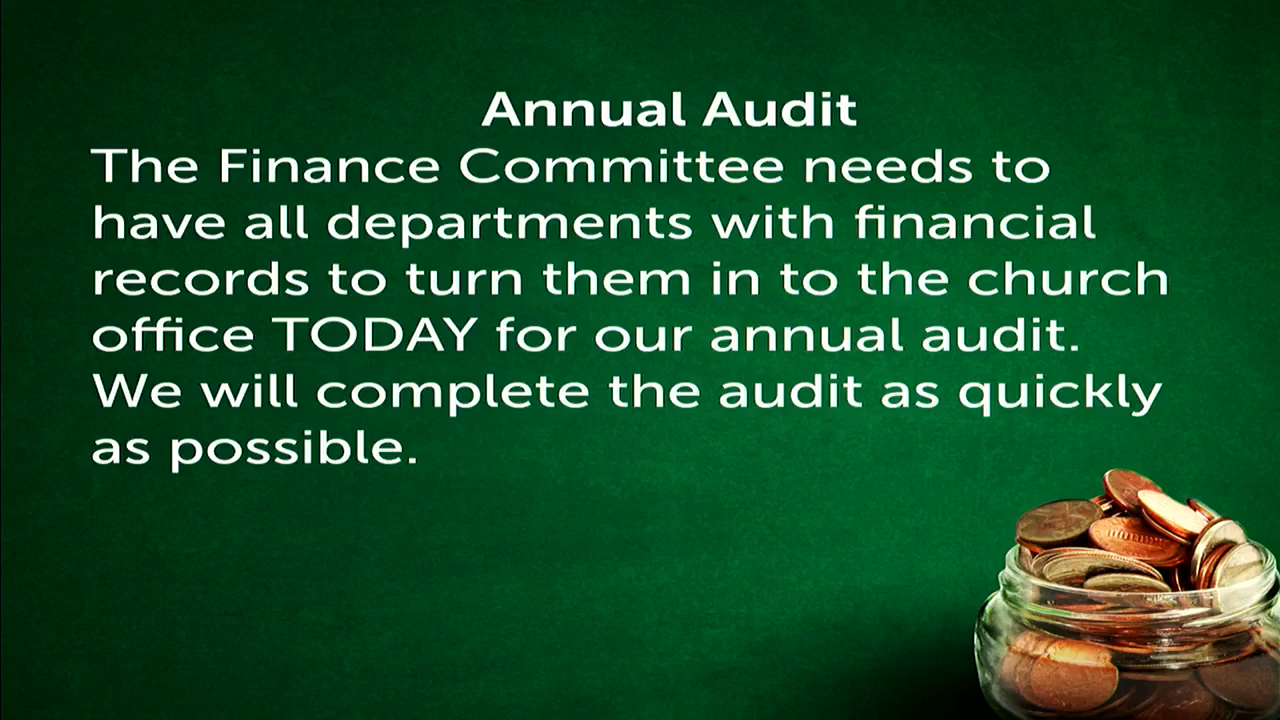 Annual Audit
The Finance Committee needs to
have all departments with financial
records to turn them in to the church
office TODAY for our annual audit.
We will complete the audit as quickly
as possible.